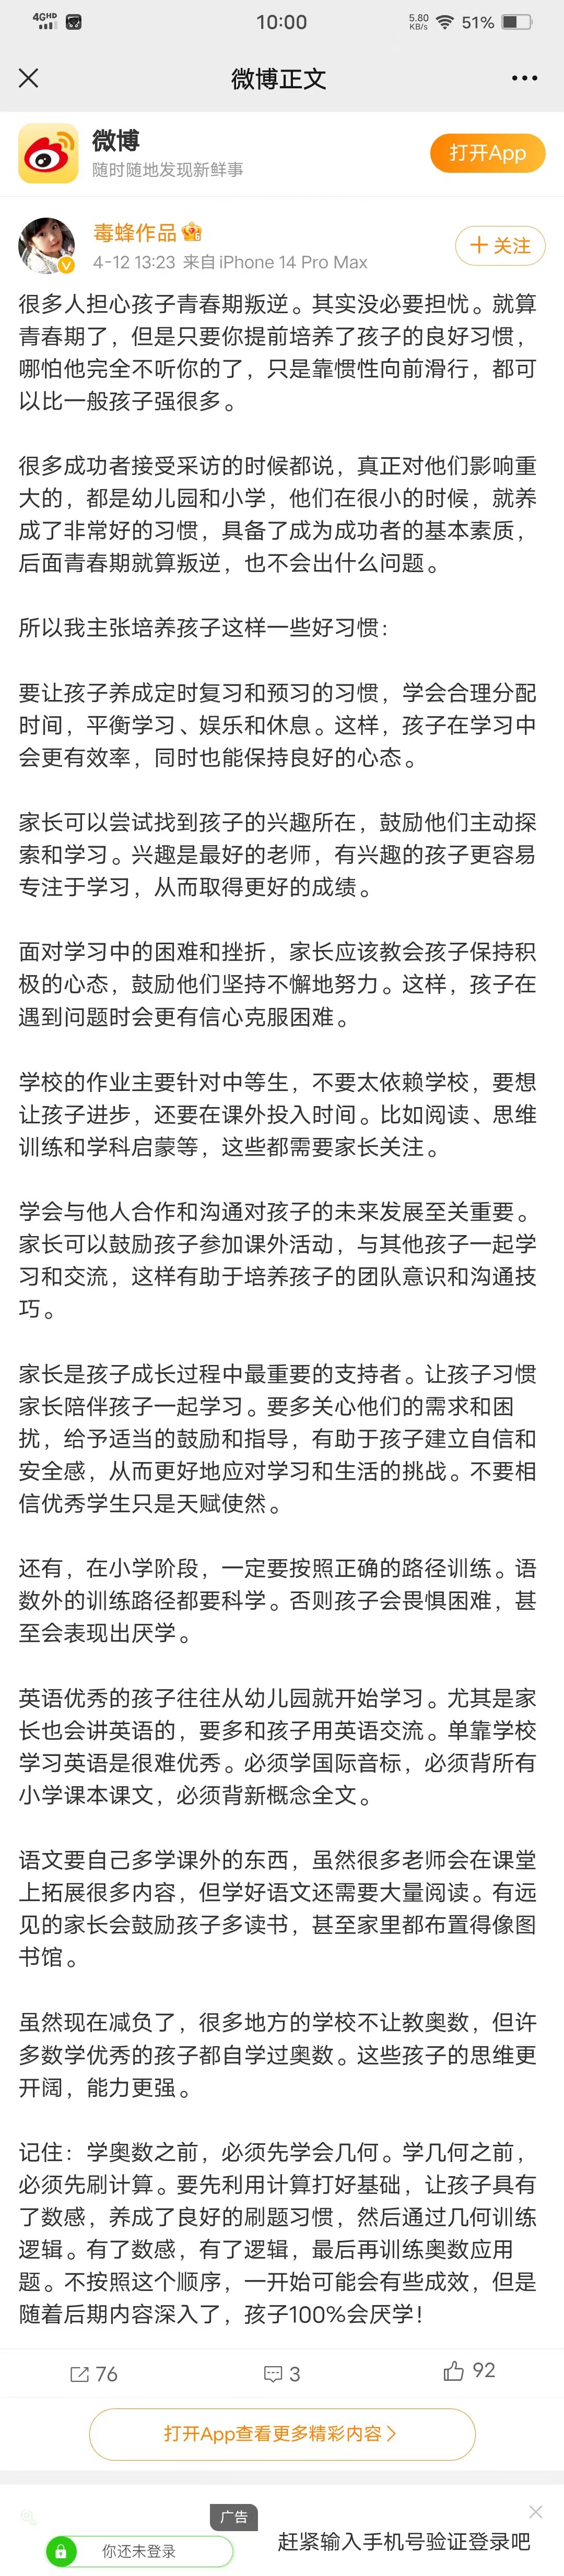 4GHD
10:00
5.80
KB/s
51%
微博正文
微博
随时随地发现新鲜事
打开App
毒蜂作品
4-12 13:23 来自iPhone 14 Pro Max
+ 关注
很多人担心孩子青春期叛逆。其实没必要担忧。就算
青春期了，但是只要你提前培养了孩子的良好习惯，
哪怕他完全不听你的了，只是靠惯性向前滑行，都可
以比一般孩子强很多。
很多成功者接受采访的时候都说，真正对他们影响重
大的，都是幼儿园和小学，他们在很小的时候，就养
成了非常好的习惯，具备了成为成功者的基本素质，
后面青春期就算叛逆，也不会出什么问题。
所以我主张培养孩子这样一些好习惯：
要让孩子养成定时复习和预习的习惯，学会合理分配
时间，平衡学习、娱乐和休息。这样，孩子在学习中
会更有效率，同时也能保持良好的心态。
家长可以尝试找到孩子的兴趣所在，鼓励他们主动探
索和学习。兴趣是最好的老师，有兴趣的孩子更容易
专注于学习，从而取得更好的成绩。
面对学习中的困难和挫折，家长应该教会孩子保持积
极的心态，鼓励他们坚持不懈地努力。这样，孩子在
遇到问题时会更有信心克服困难。
学校的作业主要针对中等生，不要太依赖学校，要想
让孩子进步，还要在课外投入时间。比如阅读、思维
训练和学科启蒙等，这些都需要家长关注。
学会与他人合作和沟通对孩子的未来发展至关重要。
家长可以鼓励孩子参加课外活动，与其他孩子一起学
习和交流，这样有助于培养孩子的团队意识和沟通技
巧。
家长是孩子成长过程中最重要的支持者。让孩子习惯
家长陪伴孩子一起学习。要多关心他们的需求和困
扰，给予适当的鼓励和指导，有助于孩子建立自信和
安全感，从而更好地应对学习和生活的挑战。不要相
信优秀学生只是天赋使然。
还有，在小学阶段，一定要按照正确的路径训练。语
数外的训练路径都要科学。否则孩子会畏惧困难，甚
至会表现出厌学。
英语优秀的孩子往往从幼儿园就开始学习。尤其是家
长也会讲英语的，要多和孩子用英语交流。单靠学校
学习英语是很难优秀。必须学国际音标，必须背所有
小学课本课文，必须背新概念全文。
语文要自己多学课外的东西，虽然很多老师会在课堂
上拓展很多内容，但学好语文还需要大量阅读。有远
见的家长会鼓励孩子多读书，甚至家里都布置得像图
书馆。
虽然现在减负了，很多地方的学校不让教奥数，但许
多数学优秀的孩子都自学过奥数。这些孩子的思维更
开阔，能力更强。
记住：学奥数之前，必须先学会几何。学几何之前，
必须先刷计算。要先利用计算打好基础，让孩子具有
了数感，养成了良好的刷题习惯，然后通过几何训练
逻辑。有了数感，有了逻辑，最后再训练奥数应用
题。不按照这个顺序，一开始可能会有些成效，但是
随着后期内容深入了，孩子100%会厌学！
76
3
92
打开App查看更多精彩内容
广告
你还未登录
赶紧输入手机号验证登录吧